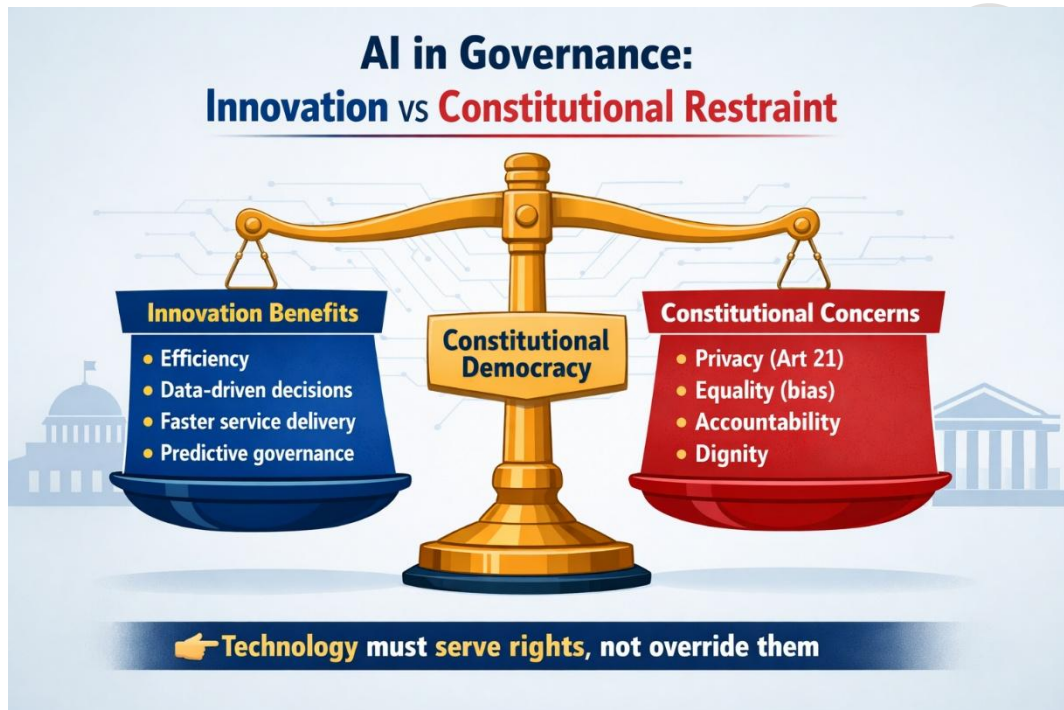 AI in Governance:
Innovation vs Constitutional Restraint
Innovation Benefits
• Efficiency
• Data-driven decisions
• Faster service delivery
• Predictive governance
Constitutional
Democracy
Constitutional Concerns
• Privacy (Art 21)
• Equality (bias)
• Accountability
• Dignity
👉 Technology must serve rights, not override them